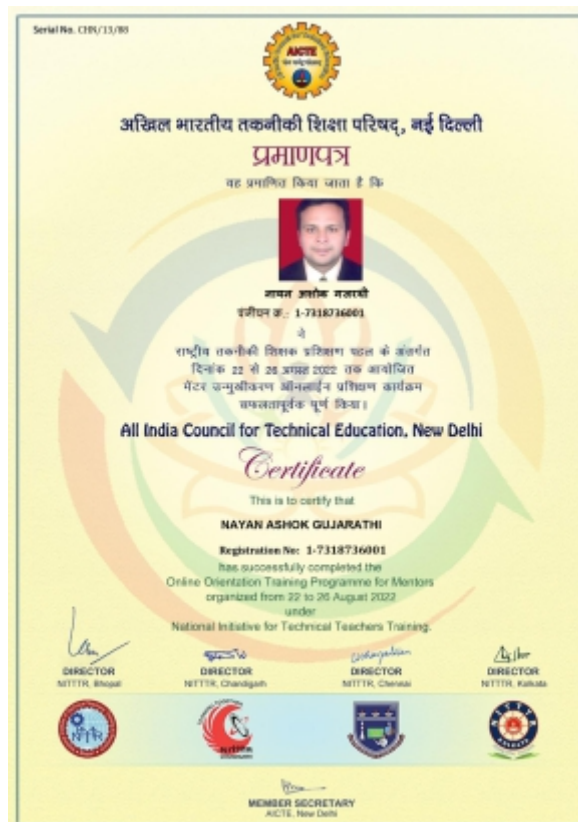 Serial No. CHN/13/88
AICTE
अखिल भारतीय तकनीकी शिक्षा परिषद्, नई दिल्ली
प्रमाणपत्र
यह प्रमाणित किया जाता है कि
नायन अशोक
पंजीयन क्र.: 1-7318736001
ने
राष्ट्रीय तकनीकी शिक्षक प्रशिक्षण पहल के अंतर्गत
दिनांक 22 से 26 अगस्त 2022 तक आयोजित
मेंटर उन्मुखीकरण ऑनलाईन प्रशिक्षण कार्यक्रम
सफलतापूर्वक पूर्ण किया।
All India Council for Technical Education, New Delhi
Certificate
This is to certify that
NAYAN ASHOK GUJARATHI
Registration No: 1-7318736001
has successfully completed the
Online Orientation Training Programme for Mentors
organized from 22 to 26 August 2022
under
National Initiative for Technical Teachers Training.
DIRECTOR
NITTTR, Bhopal
DIRECTOR
NITTTR, Chandigarh
DIRECTOR
NITTTR, Chennai
DIRECTOR
NITTTR, Kolkata
MEMBER SECRETARY
AICTE, New Delhi